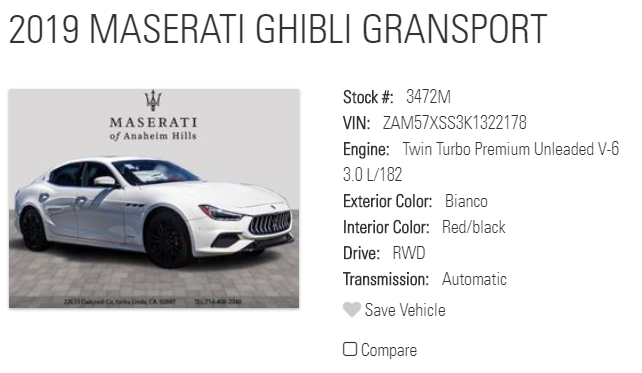 2019 MASERATI GHIBLI GRANSPORT
MASERATI
of Anaheim Hills
Stock #: 3472M
VIN: ZAM57XSS3K1322178
Engine: Twin Turbo Premium Unleaded V-6
3.0 L/182
Exterior Color: Bianco
Interior Color: Red/black
Drive: RWD
Transmission: Automatic
Save Vehicle
Compare